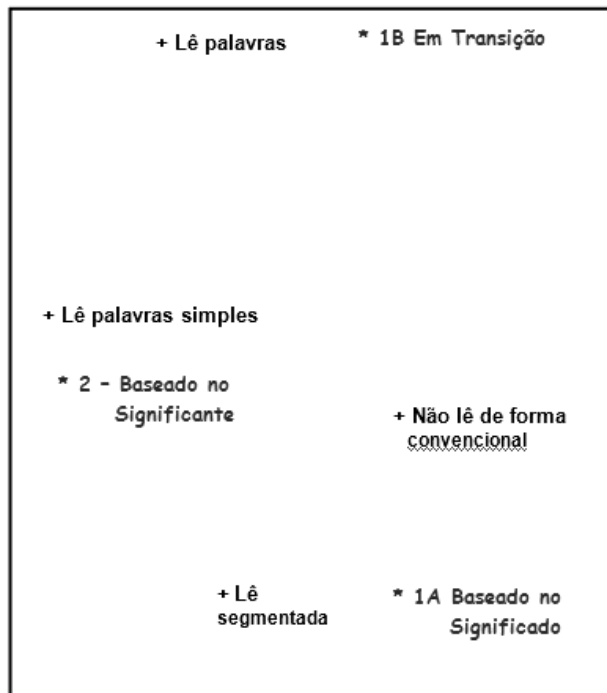 + Lê palavras
* 1B Em Transição
+ Lê palavras simples
* 2 – Baseado no
Significante
+ Não lê de forma
convencional
+ Lê
segmentada
* 1A Baseado no
Significado